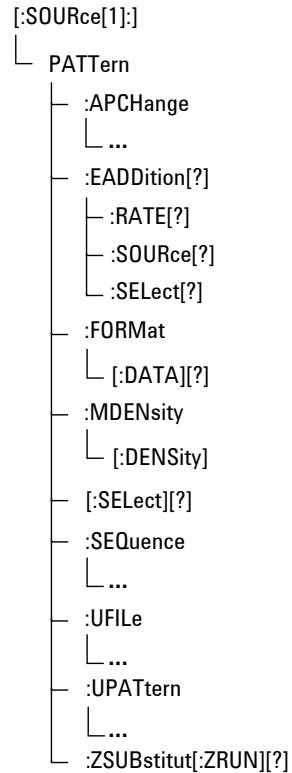 [:SOURce[1]:]
PATTern
:APCHange
...
:EADDition[?]
:RATE[?]
:SOURce[?]
:SELect[?]
:FORMat
[:DATA][?]
:MDENsity
[:DENSity]
[:SELect][?]
:SEQuence
...
:UFILe
...
:UPATtern
...
:ZSUBstitut[:ZRUN][?]